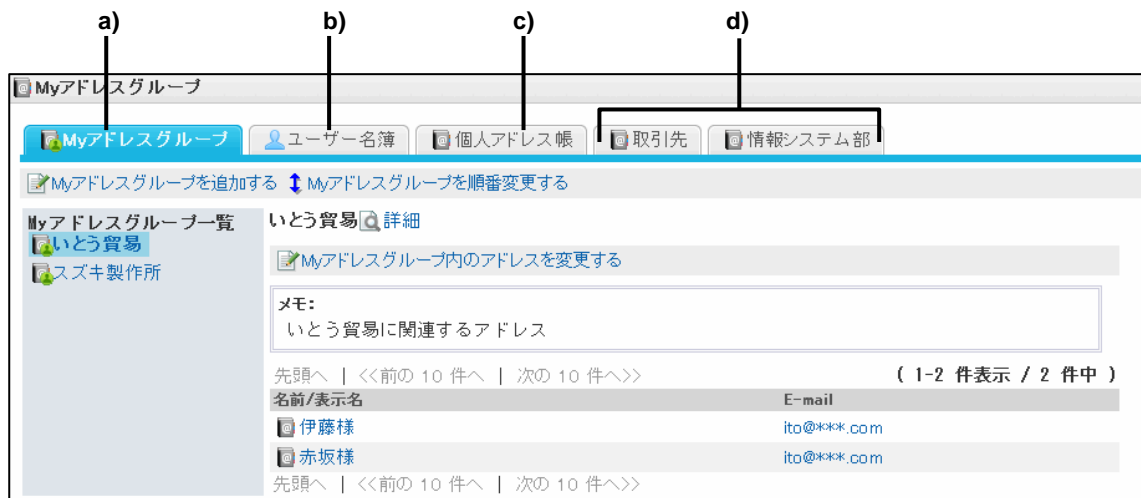 a) b) c) d)
Myアドレスグループ
Myアドレスグループ ユーザー名簿 個人アドレス帳 取引先 情報システム部
Myアドレスグループを追加する Myアドレスグループを順番変更する
Myアドレスグループ一覧
いとう貿易
スズキ製作所
いとう貿易 詳細
Myアドレスグループ内のアドレスを変更する
メモ:
いとう貿易に関連するアドレス
先頭へ | <<前の 10 件へ | 次の 10 件へ>> ( 1-2 件表示 / 2 件中 )
名前/表示名 E-mail
伊藤様 ito@***.com
赤坂様 ito@***.com
先頭へ | <<前の 10 件へ | 次の 10 件へ>>